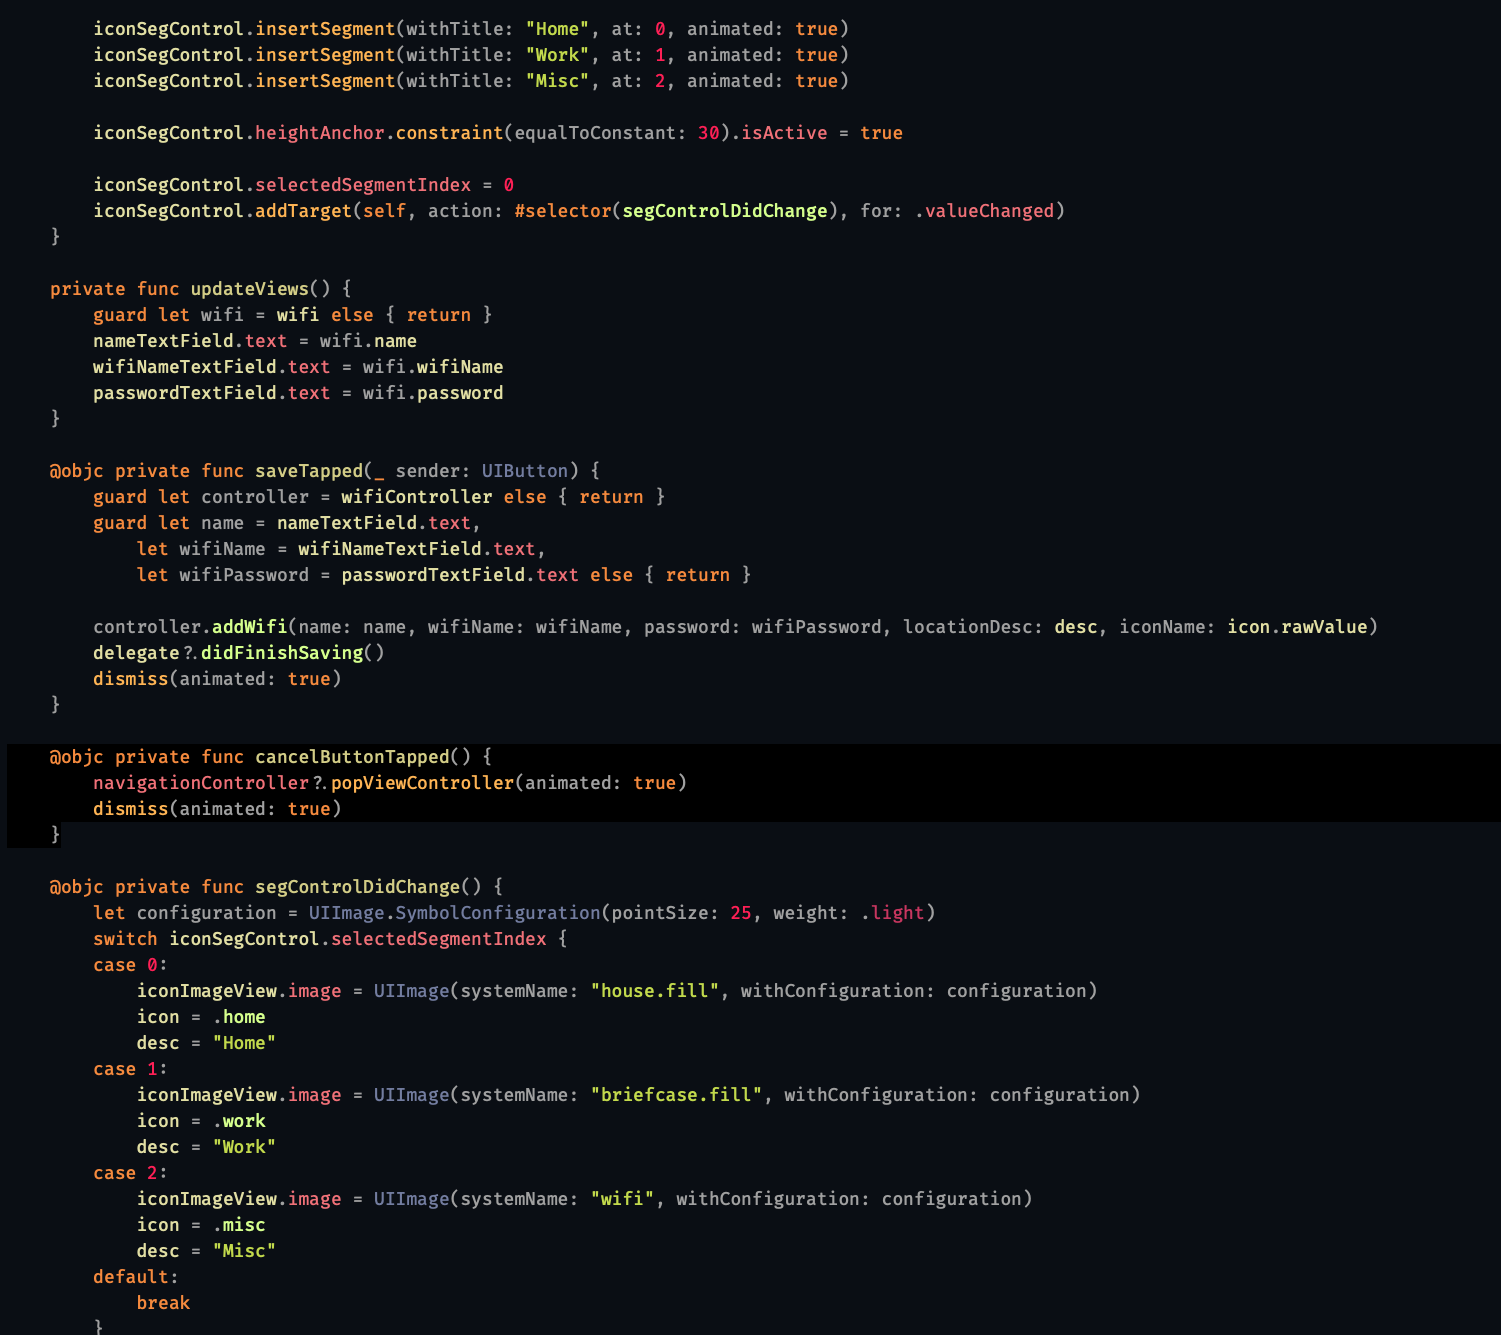 iconSegControl.insertSegment(withTitle: "Home", at: 0, animated: true)
iconSegControl.insertSegment(withTitle: "Work", at: 1, animated: true)
iconSegControl.insertSegment(withTitle: "Misc", at: 2, animated: true)
iconSegControl.heightAnchor.constraint(equalToConstant: 30).isActive = true
iconSegControl.selectedSegmentIndex = 0
iconSegControl.addTarget(self, action: #selector(segControlDidChange), for: .valueChanged)
}
private func updateViews() {
guard let wifi = wifi else { return }
nameTextField.text = wifi.name
wifiNameTextField.text = wifi.wifiName
passwordTextField.text = wifi.password
}
@objc private func saveTapped(_ sender: UIButton) {
guard let controller = wifiController else { return }
guard let name = nameTextField.text,
let wifiName = wifiNameTextField.text,
let wifiPassword = passwordTextField.text else { return }
controller.addWifi(name: name, wifiName: wifiName, password: wifiPassword, locationDesc: desc, iconName: icon.rawValue)
delegate?.didFinishSaving()
dismiss(animated: true)
}
@objc private func cancelButtonTapped() {
navigationController?.popViewController(animated: true)
dismiss(animated: true)
}
@objc private func segControlDidChange() {
let configuration = UIImage.SymbolConfiguration(pointSize: 25, weight: .light)
switch iconSegControl.selectedSegmentIndex {
case 0:
iconImageView.image = UIImage(systemName: "house.fill", withConfiguration: configuration)
icon = .home
desc = "Home"
case 1:
iconImageView.image = UIImage(systemName: "briefcase.fill", withConfiguration: configuration)
icon = .work
desc = "Work"
case 2:
iconImageView.image = UIImage(systemName: "wifi", withConfiguration: configuration)
icon = .misc
desc = "Misc"
default:
break
}